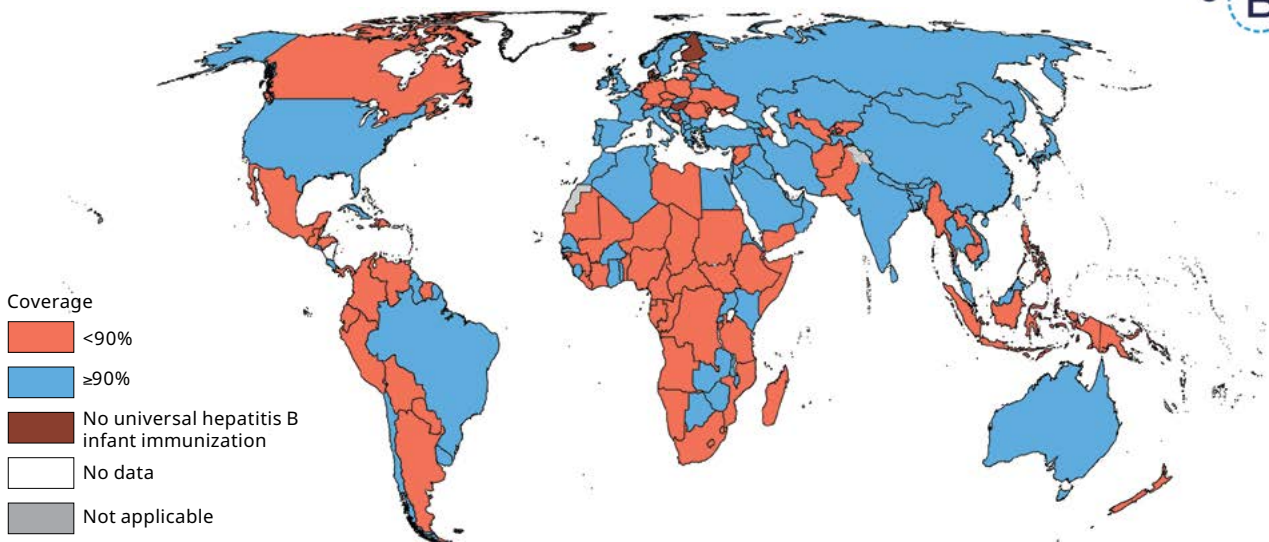 B
Coverage
<90%
≥90%
No universal hepatitis B
infant immunization
No data
Not applicable